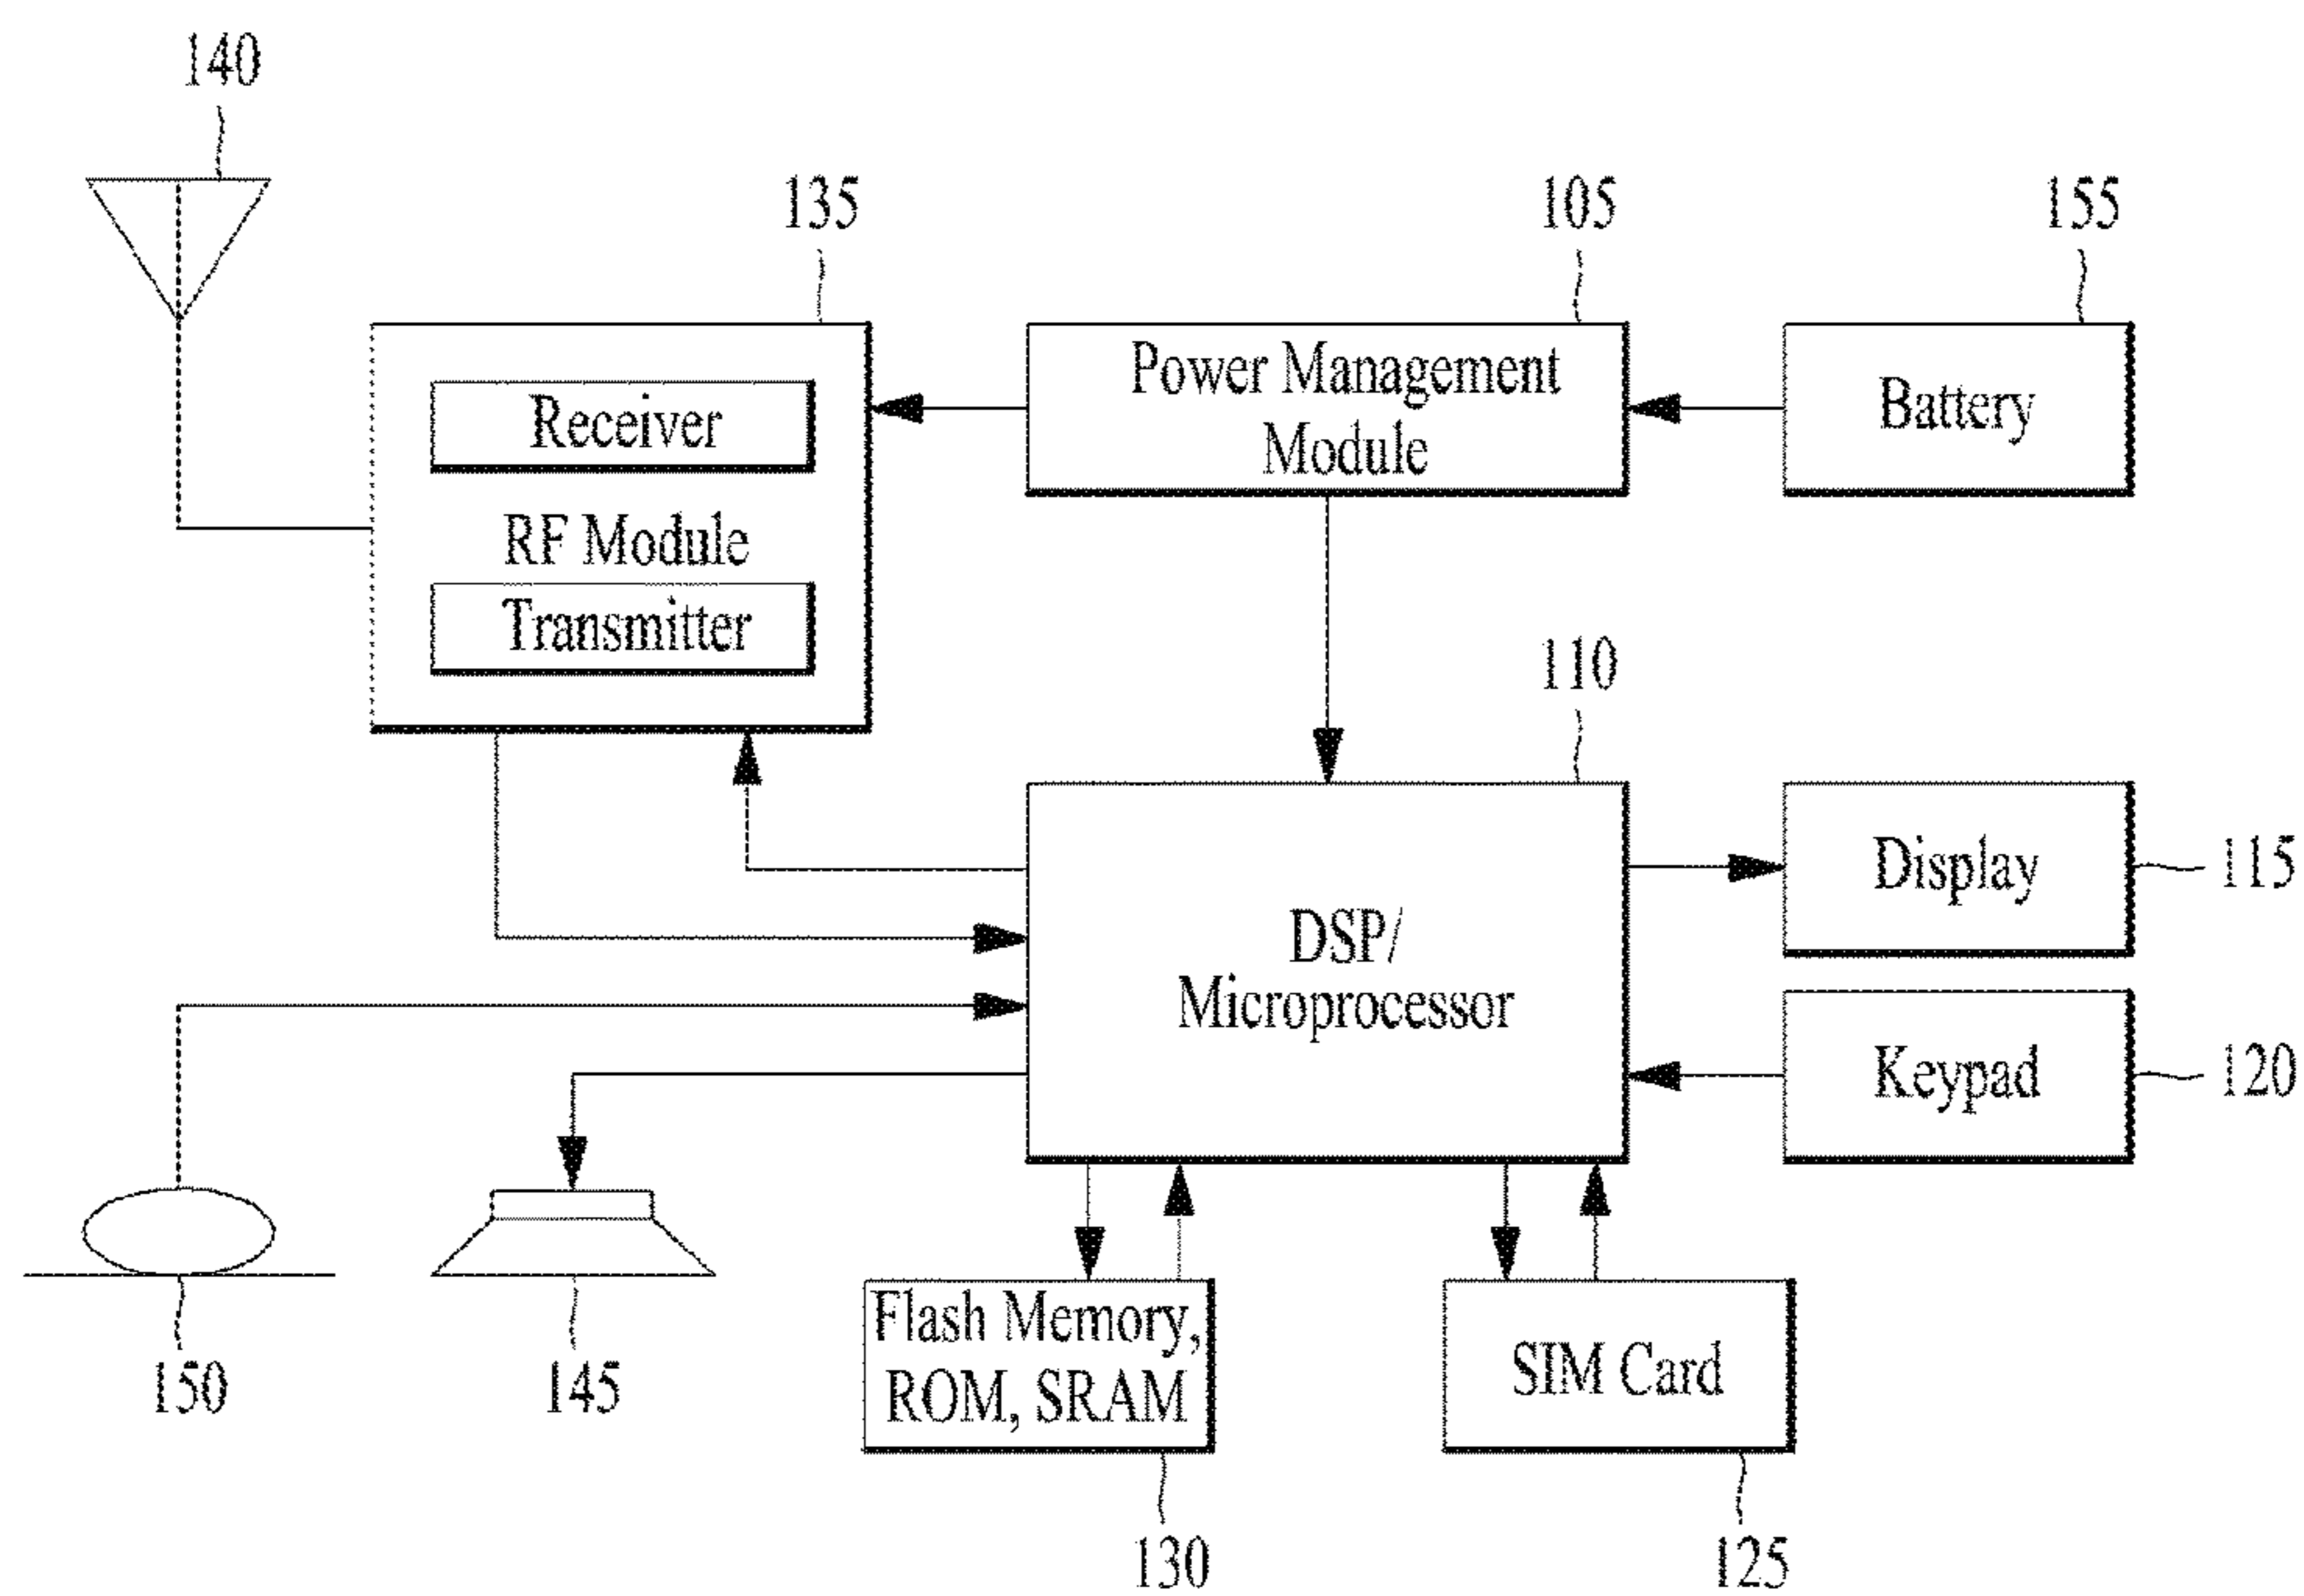 140
135
105
155
Receiver
RF Module
Transmitter
Power Management
Module
Battery
110
DSP/
Microprocessor
Display
115
Keypad
120
150
145
Flash Memory,
ROM, SRAM
SIM Card
130
125